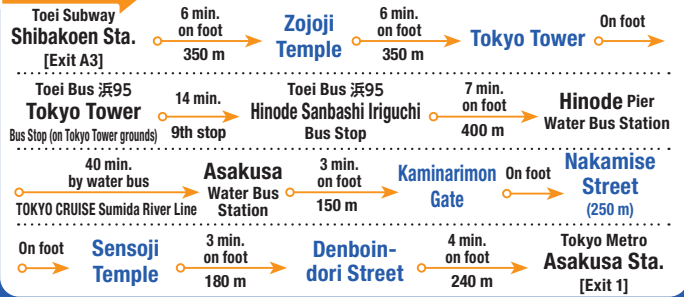 Toei Subway
Shibakoen Sta.
[Exit A3]
6 min.
on foot
350 m
Zojoji
Temple
6 min.
on foot
350 m
Tokyo Tower
On foot
Toei Bus 浜95
Tokyo Tower
Bus Stop (on Tokyo Tower grounds)
14 min.
9th stop
Toei Bus 浜95
Hinode Sanbashi Iriguchi
Bus Stop
7 min.
on foot
400 m
Hinode Pier
Water Bus Station
40 min.
by water bus
TOKYO CRUISE Sumida River Line
Asakusa
Water Bus
Station
3 min.
on foot
150 m
Kaminarimon
Gate
On foot
Nakamise
Street
(250 m)
On foot
Sensoji
Temple
3 min.
on foot
180 m
Denboin-
dori Street
4 min.
on foot
240 m
Tokyo Metro
Asakusa Sta.
[Exit 1]